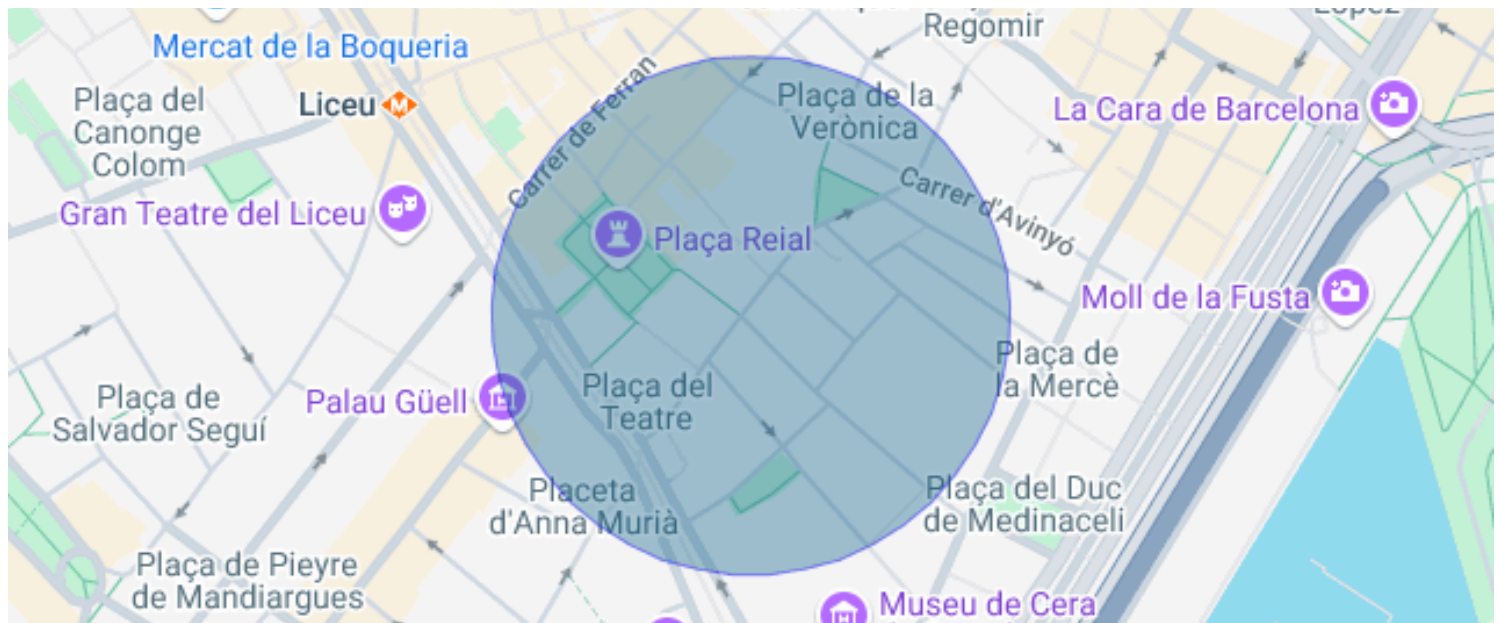 Regomir
Mercat de la Boqueria
Plaça del
Canonge
Colom
Liceu
M
Carrer de Ferran
Plaça de la
Verònica
La Cara de Barcelona
Gran Teatre del Liceu
Plaça Reial
Carrer d'Avinyó
Moll de la Fusta
Plaça de
la Mercè
Plaça de
Salvador Seguí
Palau Güell
Plaça del
Teatre
Placeta
d'Anna Murià
Plaça del Duc
de Medinaceli
Plaça de Pieyre
de Mandiargues
Museu de Cera